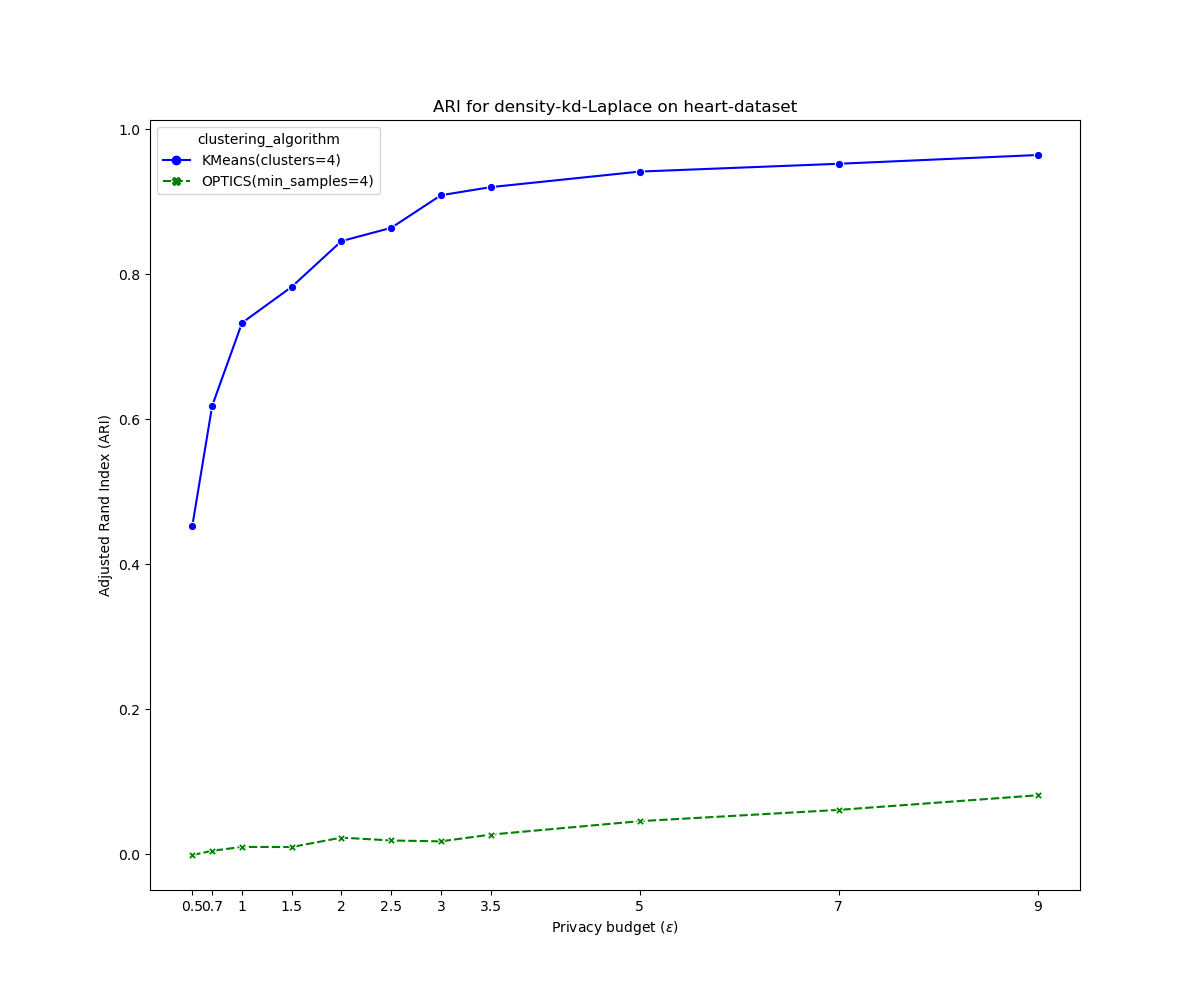 ARI for density-kd-Laplace on heart-dataset
clustering_algorithm
KMeans(clusters=4)
OPTICS(min_samples=4)
Adjusted Rand Index (ARI)
1.0
0.8
0.6
0.4
0.2
0.0
0.5 0.7 1 1.5 2 2.5 3 3.5 5 7 9
Privacy budget (ε)